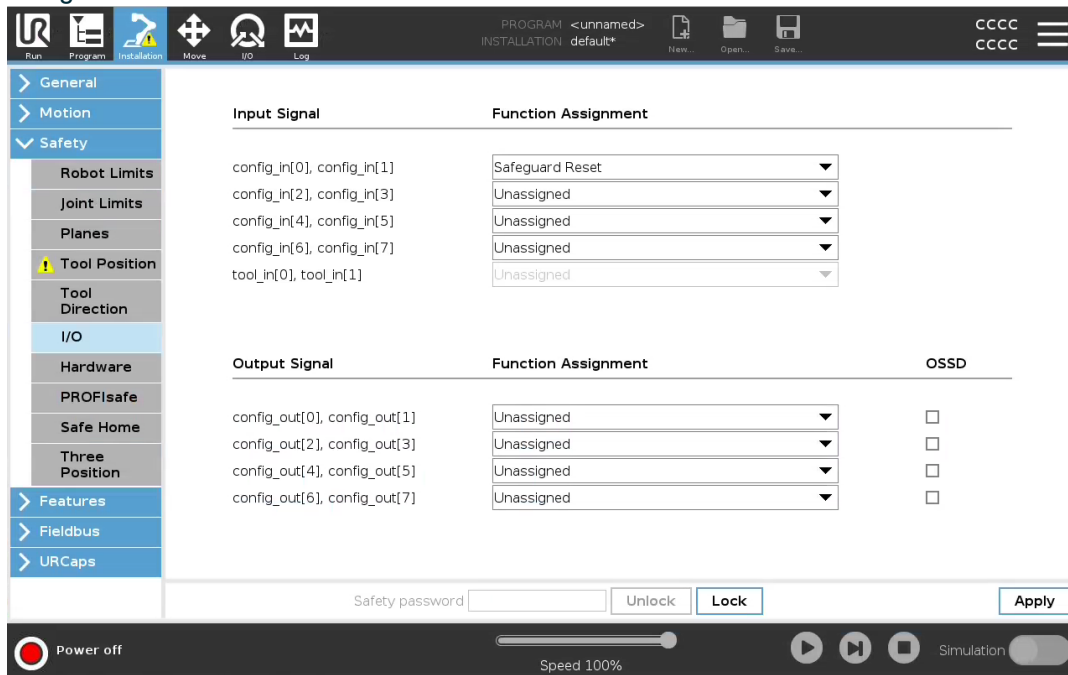 UR
PROGRAM <unnamed>
INSTALLATION default*
CCCC
CCCC
Run Program Installation Move I/O Log New... Open... Save...
General
Motion
Safety
Robot Limits
Joint Limits
Planes
Tool Position
Tool
Direction
I/O
Hardware
PROFIsafe
Safe Home
Three
Position
Features
Fieldbus
URCaps
Input Signal Function Assignment
config_in[0], config_in[1] Safeguard Reset
config_in[2], config_in[3] Unassigned
config_in[4], config_in[5] Unassigned
config_in[6], config_in[7] Unassigned
tool_in[0], tool_in[1] Unassigned
Output Signal Function Assignment OSSD
config_out[0], config_out[1] Unassigned
config_out[2], config_out[3] Unassigned
config_out[4], config_out[5] Unassigned
config_out[6], config_out[7] Unassigned
Safety password Unlock Lock Apply
Power off Speed 100% Simulation